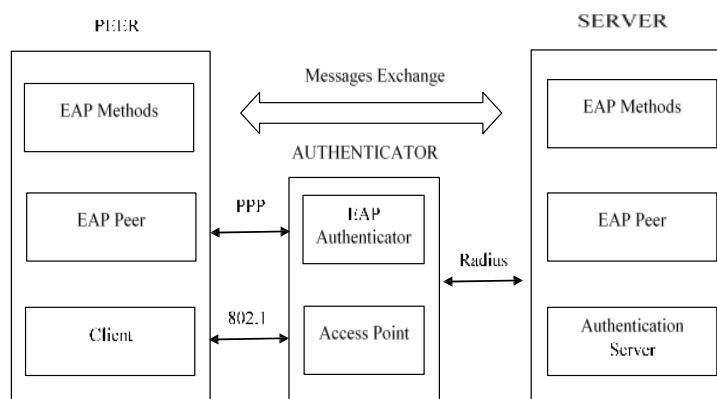 PEER
SERVER
Messages Exchange
EAP Methods
EAP Methods
AUTHENTICATOR
EAP Peer
PPP
EAP
Authenticator
EAP Peer
Radius
Client
802.1
Access Point
Authentication
Server